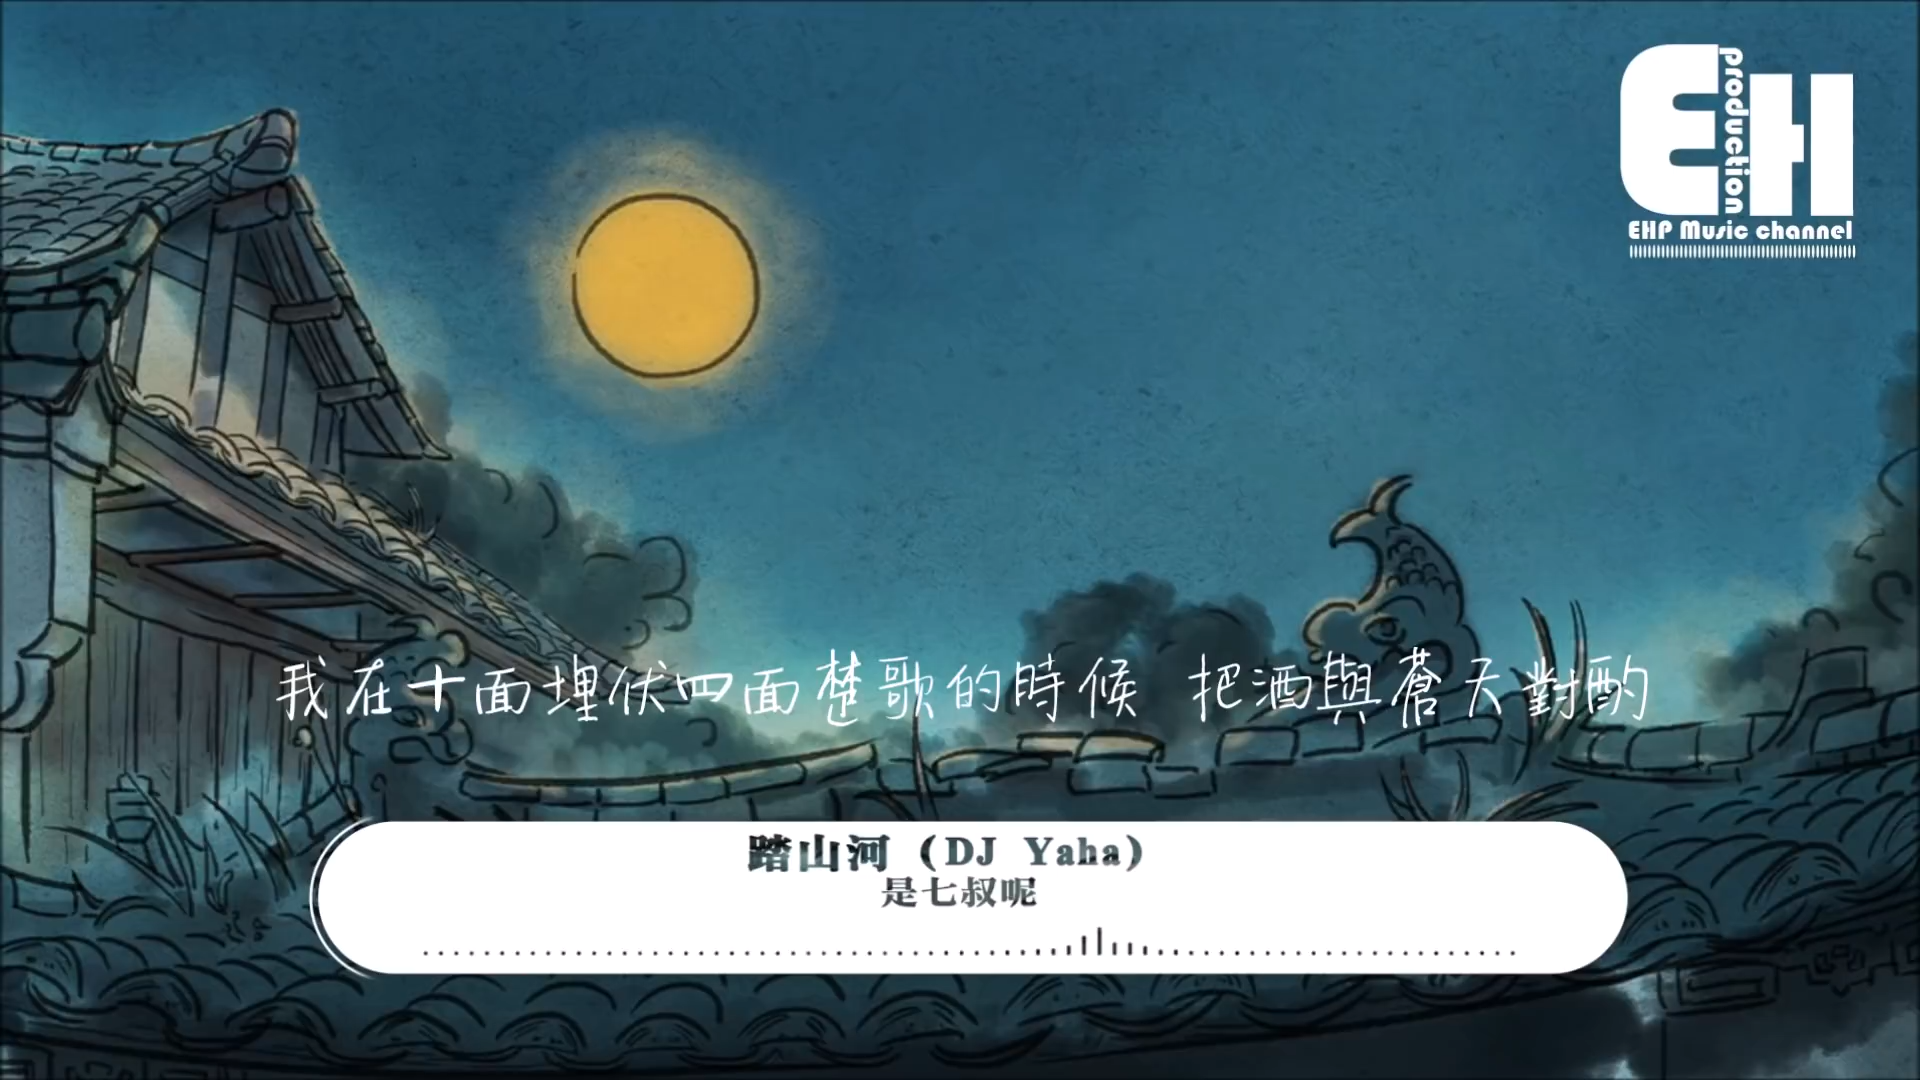 EH
production
EHP Music channel
我在十面埋伏四面楚歌的時候 把酒與蒼天對酌
踏山河（DJ Yaha）
是七叔呢